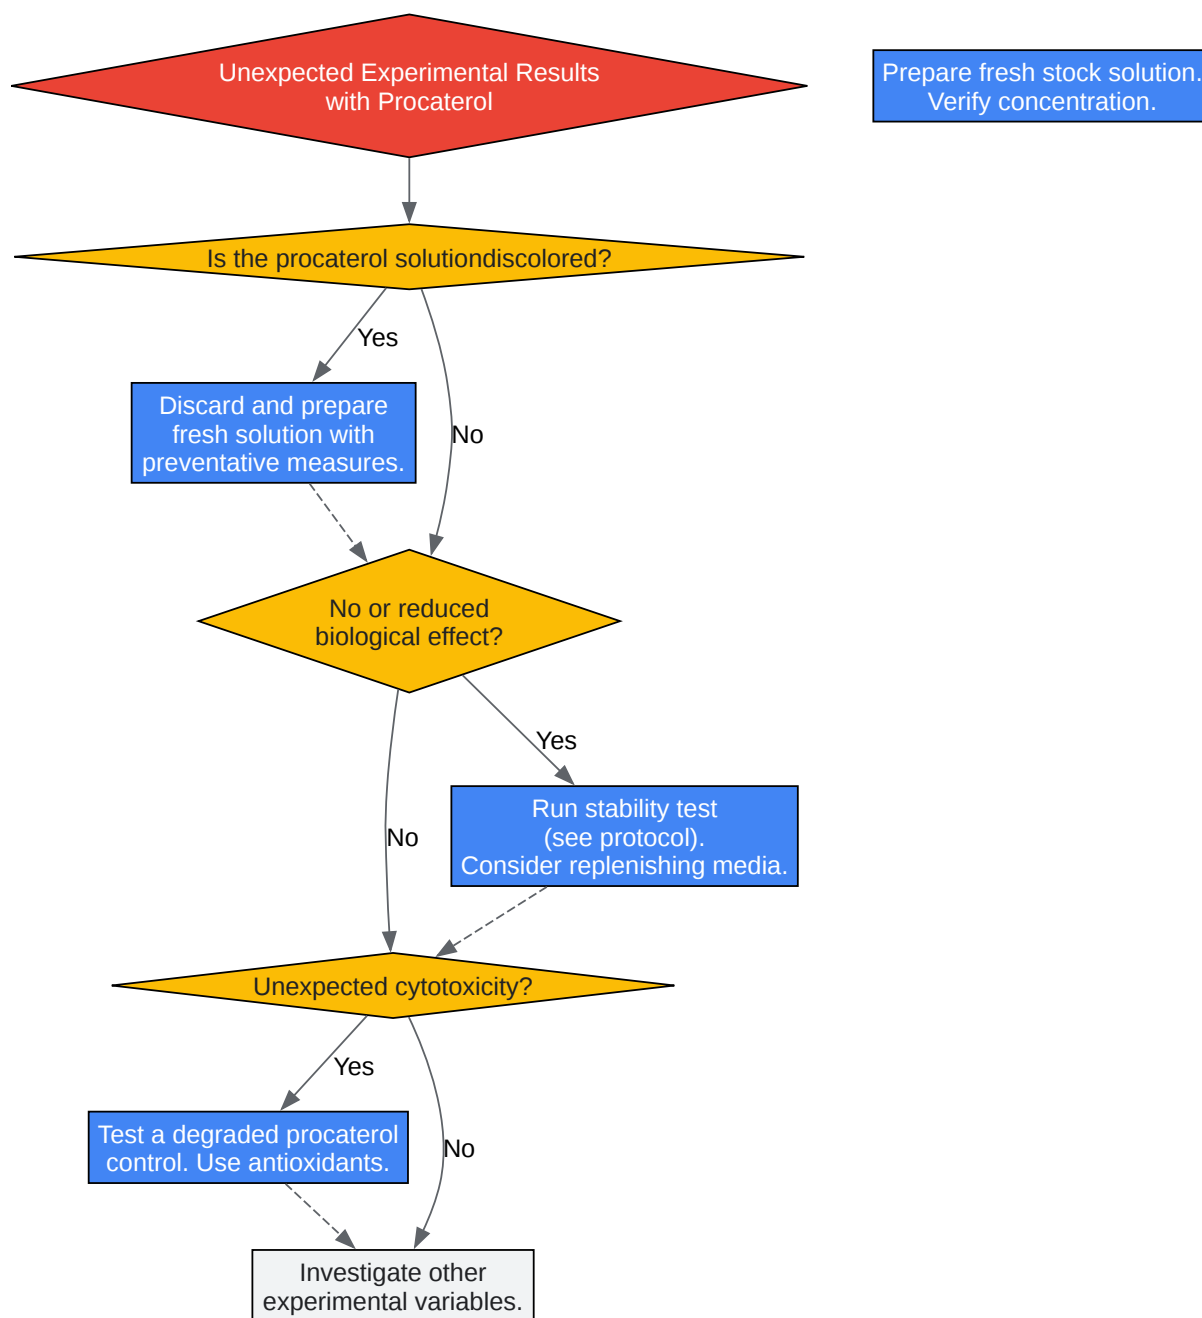 Unexpected Experimental Results
with Procaterol
Prepare fresh stock solution.
Verify concentration.
Is the procaterol solutiondiscolored?
Yes
Discard and prepare
fresh solution with
preventative measures.
No
No or reduced
biological effect?
Yes
Run stability test
(see protocol).
Consider replenishing media.
No
Unexpected cytotoxicity?
Yes
Test a degraded procaterol
control. Use antioxidants.
No
Investigate other
experimental variables.